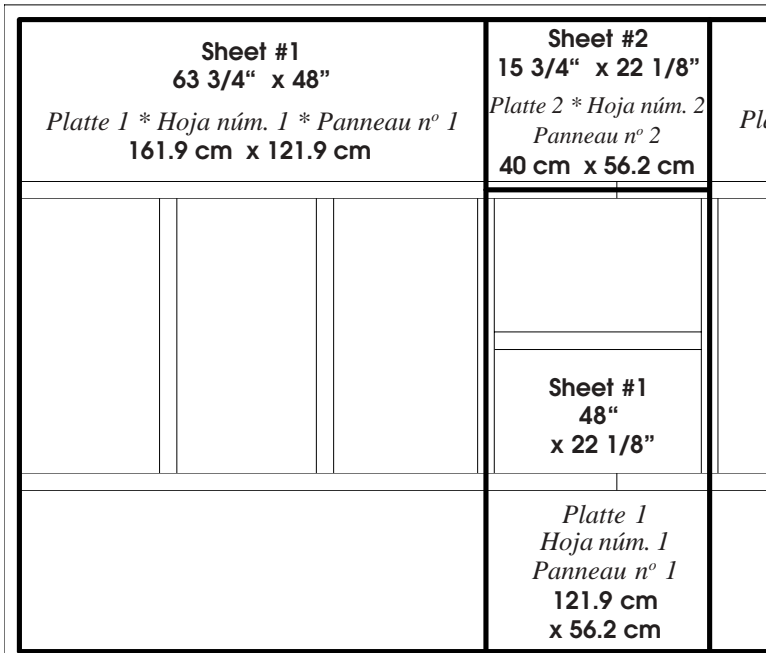 Sheet #1
63 3/4“ x 48”
Platte 1 * Hoja núm. 1 * Panneau nº 1
161.9 cm x 121.9 cm
Sheet #2
15 3/4“ x 22 1/8”
Platte 2 * Hoja núm. 2
Panneau nº 2
40 cm x 56.2 cm
Sheet #1
48“
x 22 1/8”
Platte 1
Hoja núm. 1
Panneau nº 1
121.9 cm
x 56.2 cm